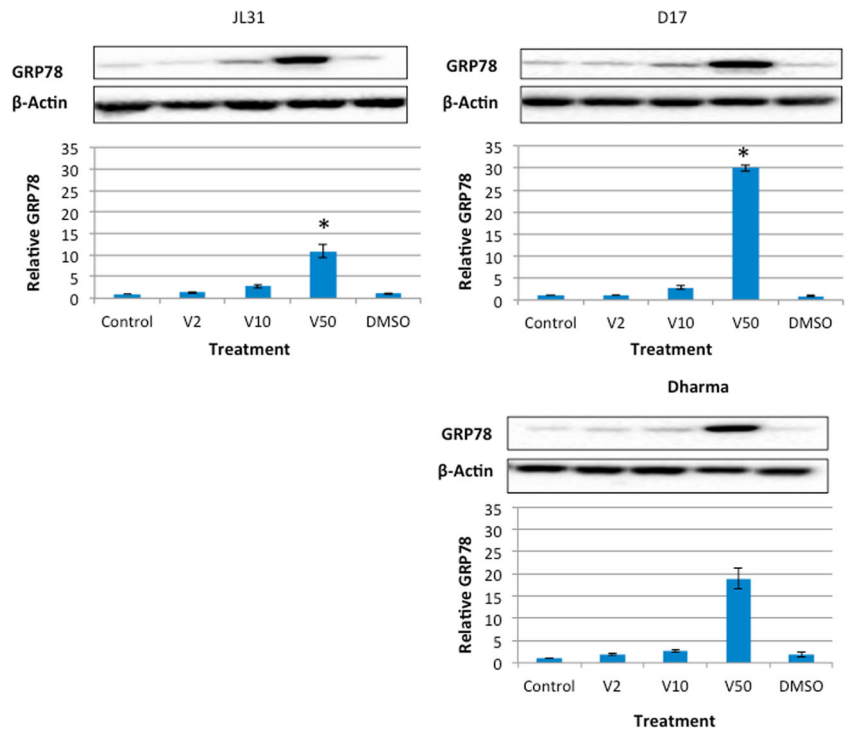 JL31
GRP78
β-Actin
Relative GRP78
35
30
25
20
15
10
5
0
*
Control V2 V10 V50 DMSO
Treatment
D17
GRP78
β-Actin
Relative GRP78
35
30
25
20
15
10
5
0
*
Control V2 V10 V50 DMSO
Treatment
Dharma
GRP78
β-Actin
Relative GRP78
35
30
25
20
15
10
5
0
Control V2 V10 V50 DMSO
Treatment